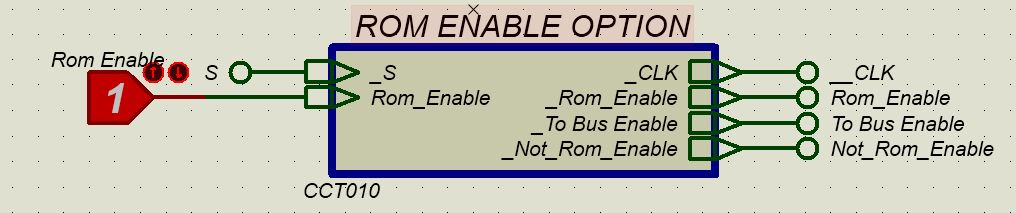 ROM ENABLE OPTION
Rom Enable
1
S
_S
_CLK
__CLK
Rom_Enable
_Rom_Enable
Rom_Enable
_To Bus Enable
To Bus Enable
_Not_Rom_Enable
Not_Rom_Enable
CCT010